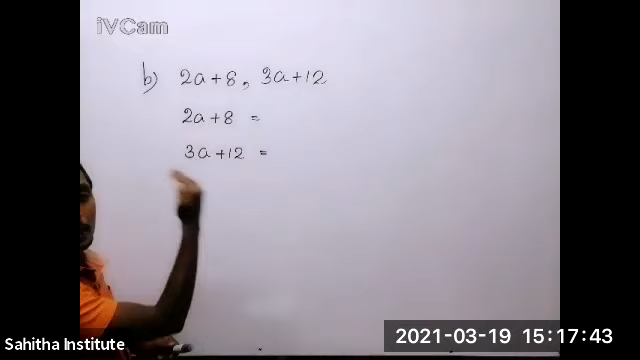 iVCam
b) 2a+8, 3a+12
2a+8 =
3a+12 =
Sahitha Institute
2021-03-19 15:17:43